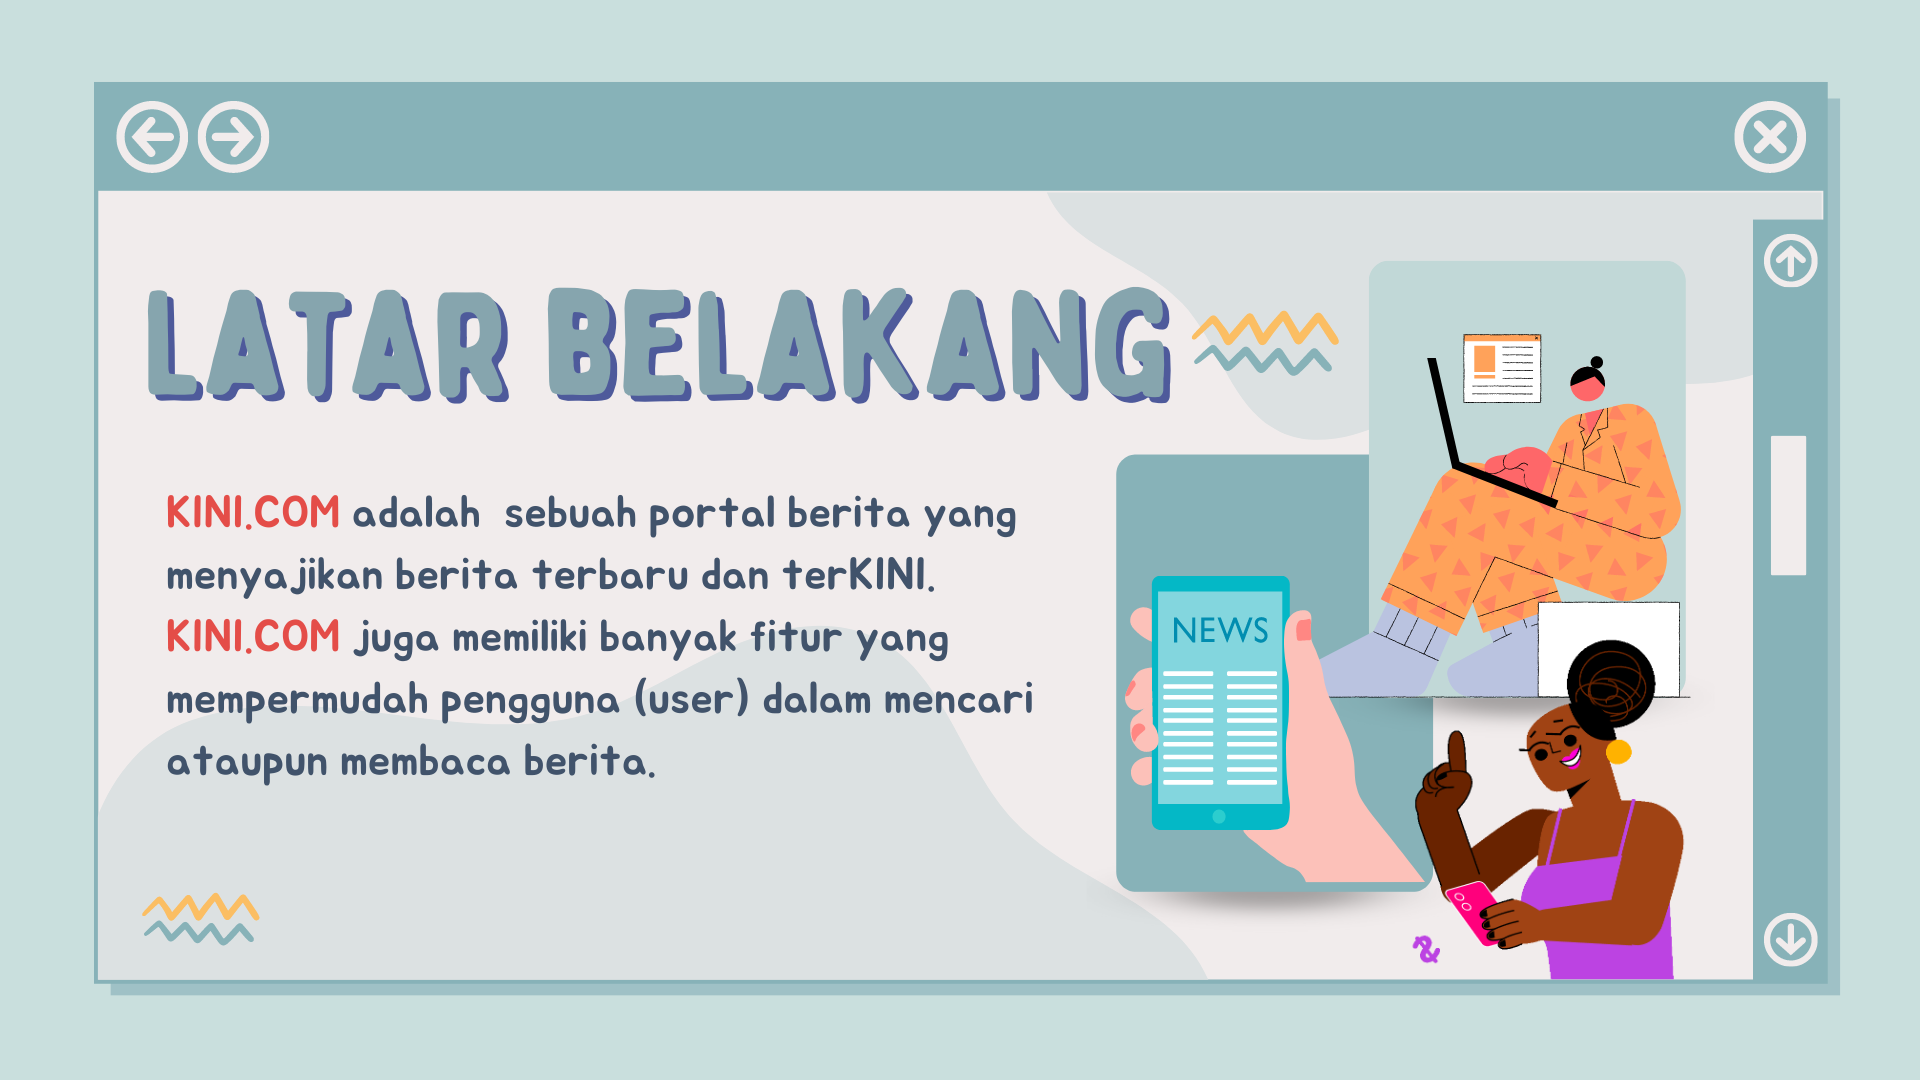 LATAR BELAKANG
KINI.COM adalah sebuah portal berita yang
menyajikan berita terbaru dan terKINI.
KINI.COM juga memiliki banyak fitur yang
mempermudah pengguna (user) dalam mencari
ataupun membaca berita.
NEWS